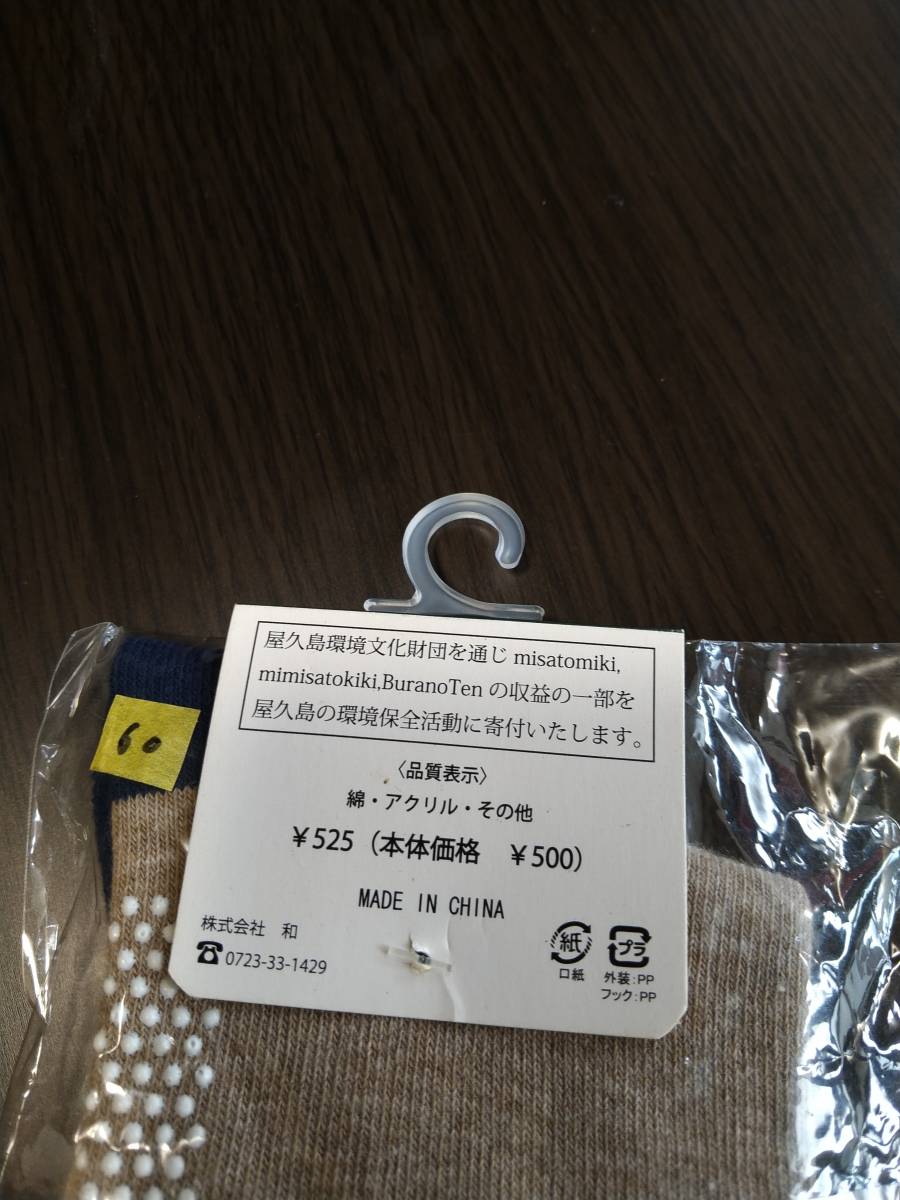 屋久島環境文化財団を通じ misatomiki,
mimisatokiki,BuranoTen の収益の一部を
屋久島の環境保全活動に寄付いたします。
〈品質表示〉
綿・アクリル・その他
￥525（本体価格　￥500）
MADE IN CHINA
株式会社　和
☎ 0723-33-1429
紙
口紙
プラ
外装:PP
フック:PP
60